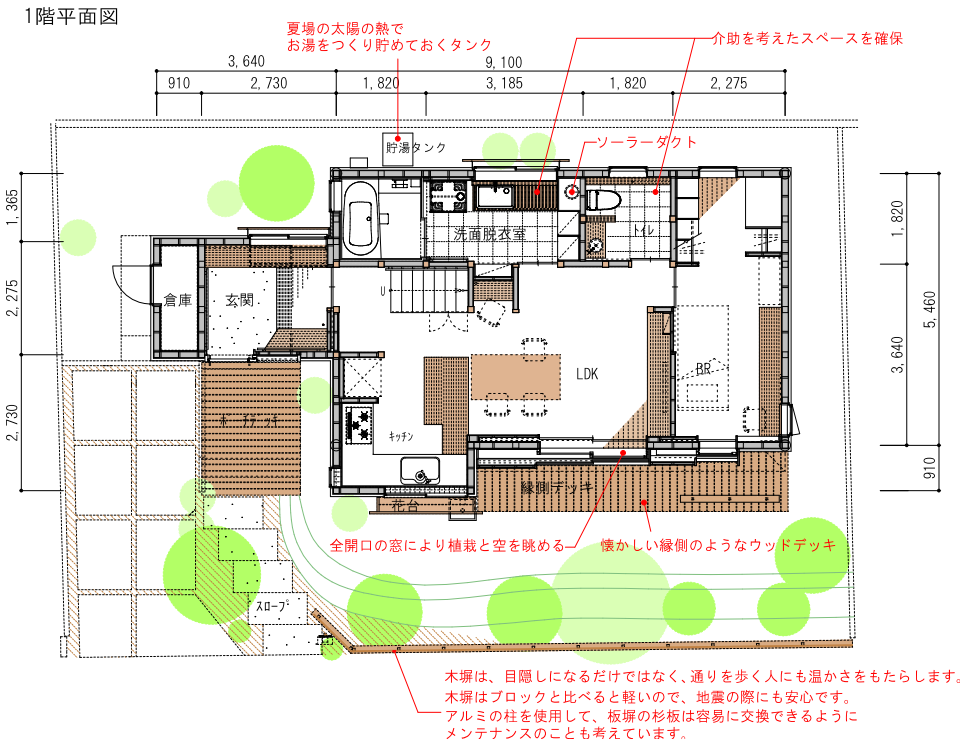 1階平面図
夏場の太陽の熱で
お湯をつくり貯めておくタンク
介助を考えたスペースを確保
3,640
9,100
910
2,730
1,820
3,185
1,820
2,275
貯湯タンク
ソーラーダクト
1,365
2,275
2,730
1,820
3,640
5,460
910
洗面脱衣室
トイレ
倉庫
玄関
U
LDK
BR
ポーチデッキ
キッチン
縁側デッキ
花台
全開口の窓により植栽と空を眺める
懐かしい縁側のようなウッドデッキ
スロープ
木塀は、目隠しになるだけではなく、通りを歩く人にも温かさをもたらします。
木塀はブロックと比べると軽いので、地震の際にも安心です。
アルミの柱を使用して、板塀の杉板は容易に交換できるように
メンテナンスのことも考えています。